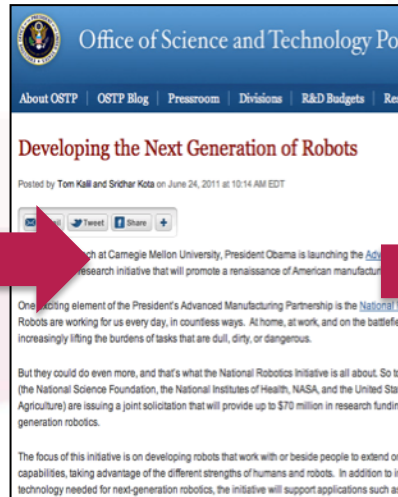 Office of Science and Technology Po
About OSTP | OSTP Blog | Pressroom | Divisions | R&D Budgets | Re
Developing the Next Generation of Robots
Posted by Tom Kalil and Sridhar Kota on June 24, 2011 at 10:14 AM EDT
Tweet Share +
at Carnegie Mellon University, President Obama is launching the
research initiative that will promote a renaissance of American
One exciting element of the President's Advanced Manufacturing Partnership is the National
Robots are working for us every day, in countless ways. At home, at work, and on the
increasingly lifting the burdens of tasks that are dull, dirty, or dangerous.
But they could do even more, and that's what the National Robotics Initiative is all about. So
(the National Science Foundation, the National Institutes of Health, NASA, and the United
Agriculture) are issuing a joint solicitation that will provide up to $70 million in research
generation robotics.
The focus of this initiative is on developing robots that work with or beside people to extend
capabilities, taking advantage of the different strengths of humans and robots. In addition to
technology needed for next-generation robotics, the initiative will support applications such as